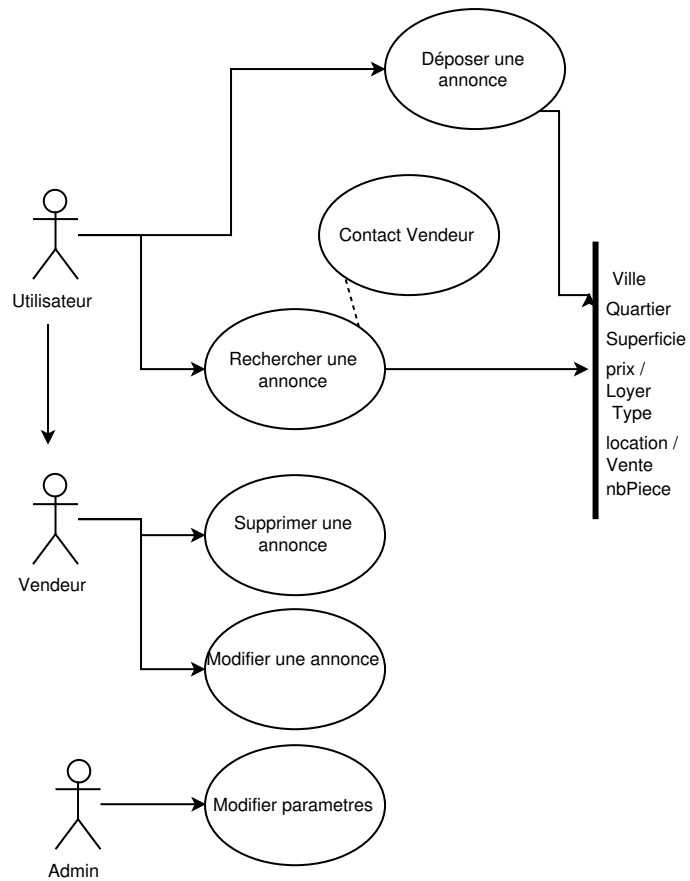 Déposer une
annonce
Contact Vendeur
Utilisateur
Rechercher une
annonce
Ville
Quartier
Superficie
prix /
Loyer
Type
location /
Vente
nbPiece
Supprimer une
annonce
Vendeur
Modifier une annonce
Modifier parametres
Admin